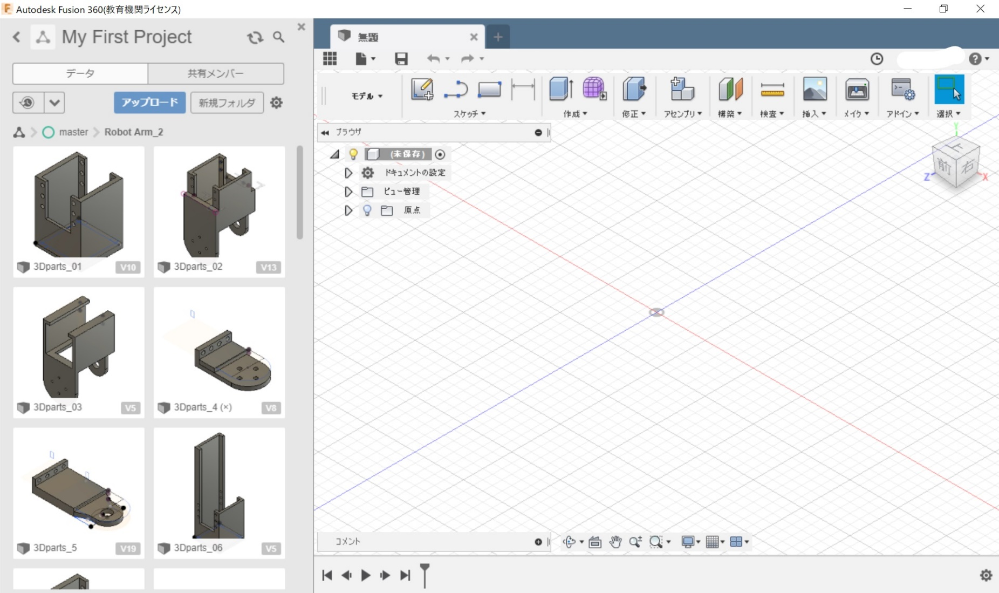 Autodesk Fusion 360(教育機関ライセンス)
My First Project
データ
共有メンバー
アップロード
新規フォルダ
master
Robot Arm_2
3Dparts_01
V10
3Dparts_02
V13
3Dparts_03
V5
3Dparts_4 (×)
V8
3Dparts_5
V19
3Dparts_06
V5
無題
モデル
スケッチ
作成
修正
アセンブリ
構築
検査
挿入
メイク
アドイン
選択
ブラウザ
(未保存)
ドキュメントの設定
ビュー管理
原点
Y
上
前
右
Z
X
コメント